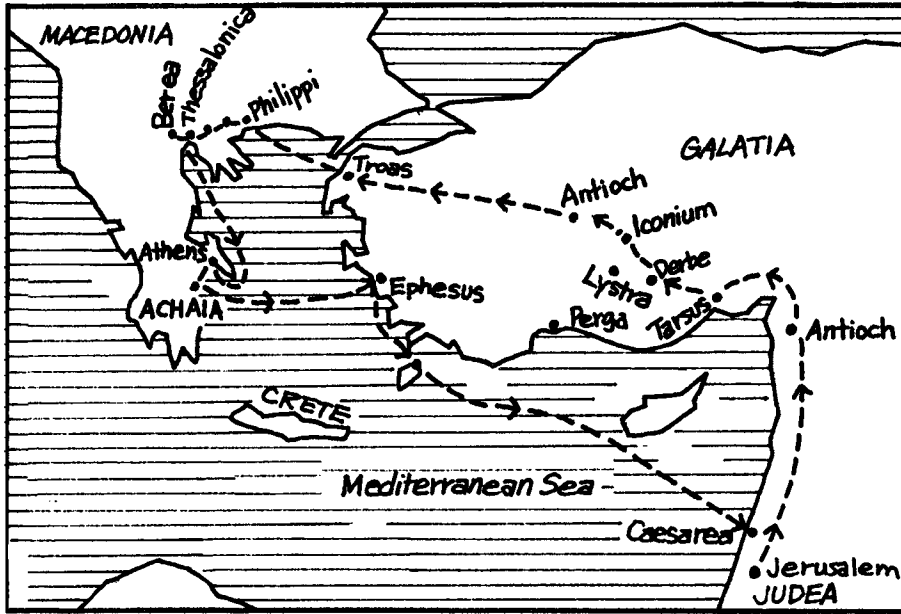 MACEDONIA
Berea
Thessalonica
Philippi
GALATIA
Troas
Antioch
Iconium
Athens
Derbe
Lystra
Ephesus
Tarsus
ACHAIA
Perga
Antioch
CRETE
Mediterranean Sea
Caesarea
Jerusalem
JUDEA